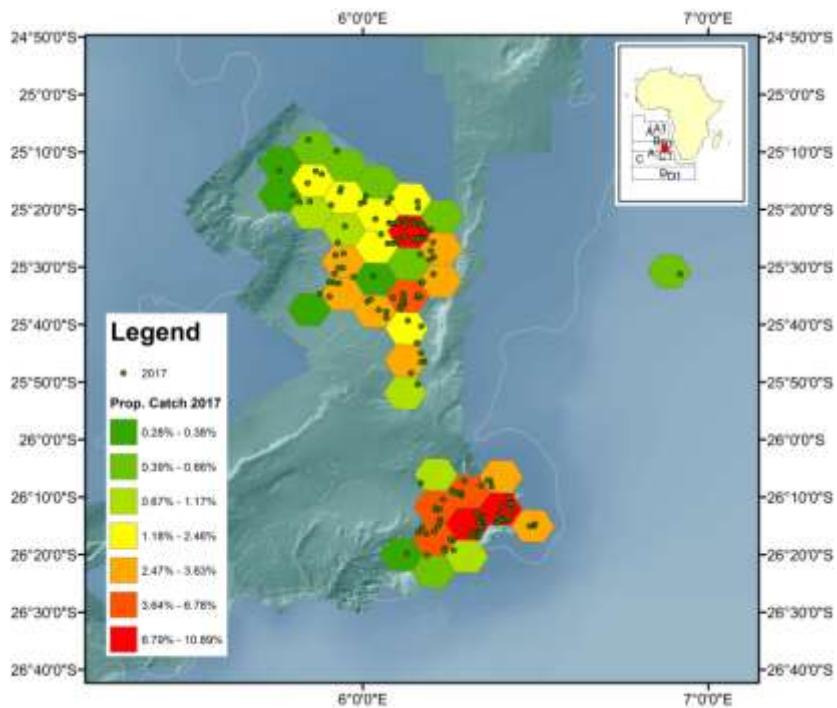 6°0'0"E 7°0'0"E
24°50'0"S 24°50'0"S
25°0'0"S 25°0'0"S
25°10'0"S 25°10'0"S
25°20'0"S 25°20'0"S
25°30'0"S 25°30'0"S
25°40'0"S 25°40'0"S
25°50'0"S 25°50'0"S
26°0'0"S 26°0'0"S
26°10'0"S 26°10'0"S
26°20'0"S 26°20'0"S
26°30'0"S 26°30'0"S
26°40'0"S 26°40'0"S
6°0'0"E 7°0'0"E
A1
C
D1
Legend
2017
Prop. Catch 2017
0.28% - 0.38%
0.39% - 0.66%
0.67% - 1.17%
1.18% - 2.46%
2.47% - 3.63%
3.64% - 6.78%
6.79% - 10.89%